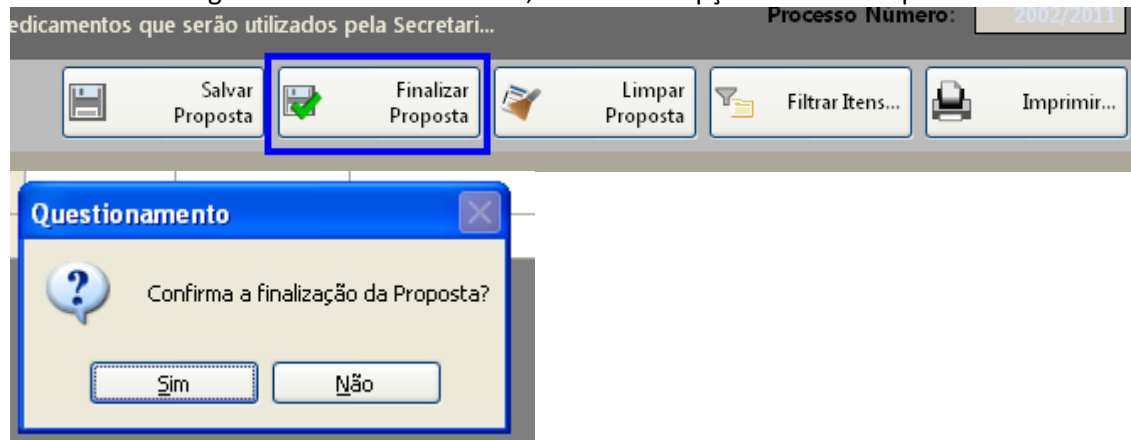 edicamentos que serão utilizados pela Secretari... Processo Número: 2002/2011
Salvar Proposta
Finalizar Proposta
Limpar Proposta
Filtrar Itens...
Imprimir...
Questionamento
Confirma a finalização da Proposta?
Sim Não